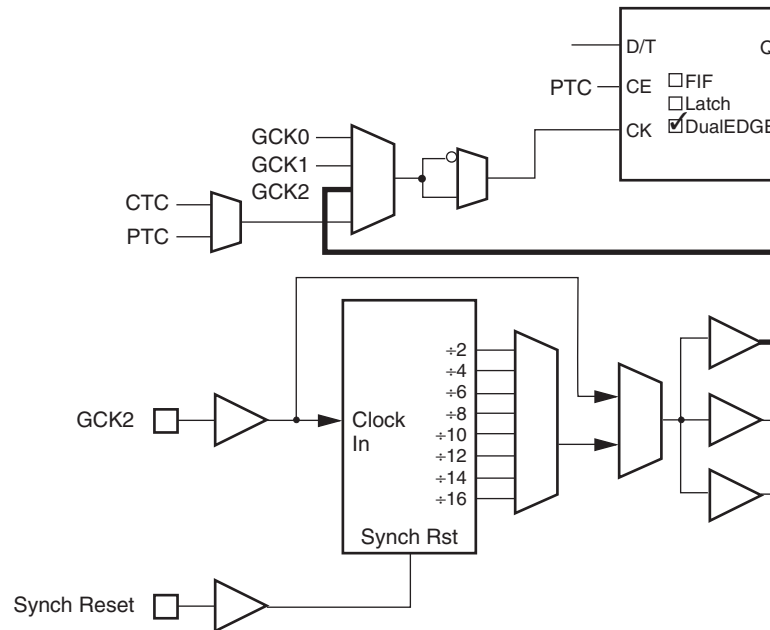 D/T
Q
PTC
CE
FIF
Latch
DualEDGE
CK
GCK0
GCK1
GCK2
CTC
PTC
÷2
÷4
÷6
÷8
÷10
÷12
÷14
÷16
GCK2
Clock
In
Synch Rst
Synch Reset